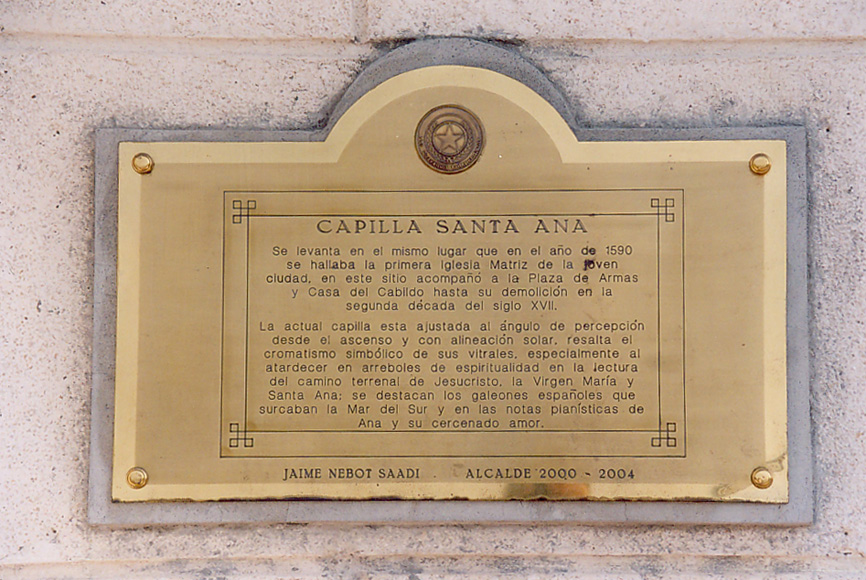 CAPILLA SANTA ANA
Se levanta en el mismo lugar que en el año de 1590
se hallaba la primera Iglesia Matriz de la joven
ciudad, en este sitio acompañó a la Plaza de Armas
y Casa del Cabildo hasta su demolición en la
segunda década del siglo XVII.
La actual capilla esta ajustada al ángulo de percepción
desde el ascenso y con alineación solar, resalta el
cromatismo simbólico de sus vitrales, especialmente al
atardecer en arreboles de espiritualidad en la lectura
del camino terrenal de Jesucristo, la Virgen María y
Santa Ana; se destacan los galeones españoles que
surcaban la Mar del Sur y en las notas pianísticas de
Ana y su cercenado amor.
JAIME NEBOT SAADI ALCALDE 2000 - 2004